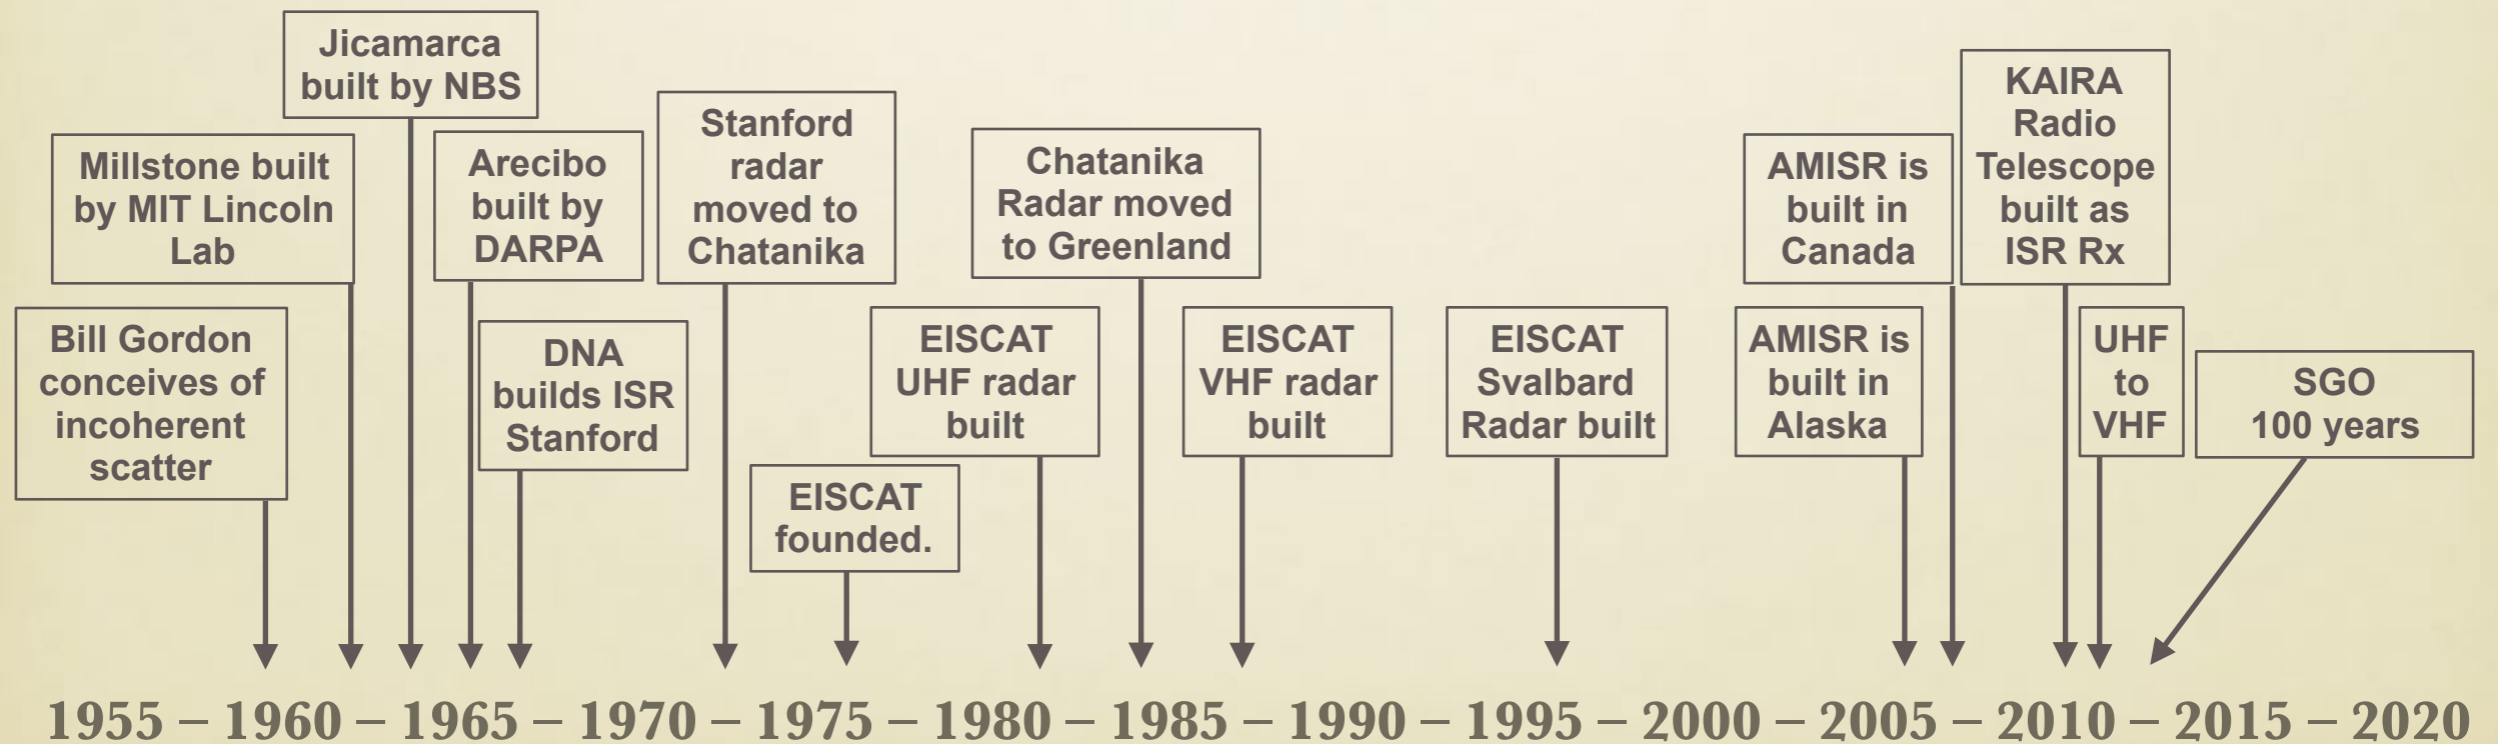 Jicamarca
built by NBS
Millstone built
by MIT Lincoln
Lab
Arecibo
built by
DARPA
Stanford
radar
moved to
Chatanika
Chatanika
Radar moved
to Greenland
AMISR is
built in
Canada
KAIRA
Radio
Telescope
built as
ISR Rx
Bill Gordon
conceives of
incoherent
scatter
DNA
builds ISR
Stanford
EISCAT
founded.
EISCAT
UHF radar
built
EISCAT
VHF radar
built
EISCAT
Svalbard
Radar built
AMISR is
built in
Alaska
UHF
to
VHF
SGO
100 years
1955 – 1960 – 1965 – 1970 – 1975 – 1980 – 1985 – 1990 – 1995 – 2000 – 2005 – 2010 – 2015 – 2020